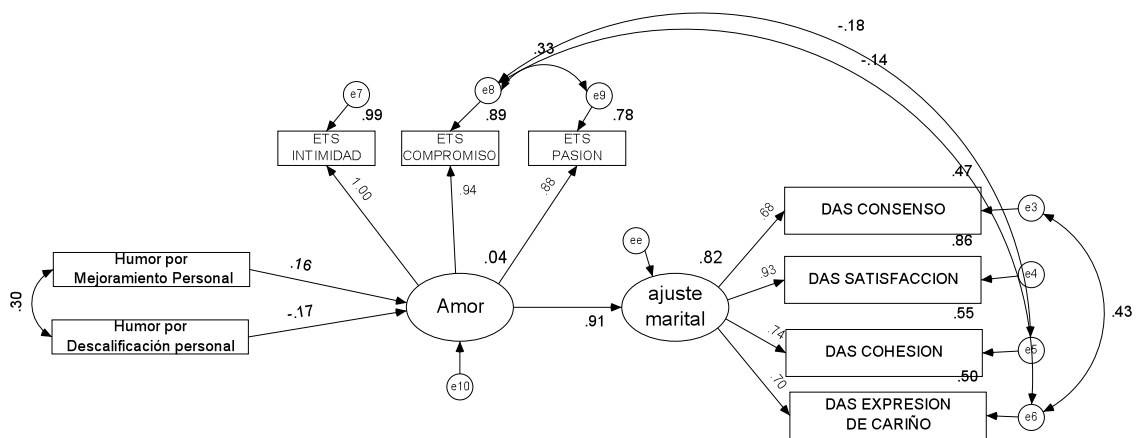 -.18
.33
-.14
e7
e8
e9
.99
.89
.78
ETS
INTIMIDAD
ETS
COMPROMISO
ETS
PASION
1.00
.94
.88
.47
DAS CONSENSO
e3
.68
.86
ee
.04
.82
Humor por
Mejoramiento Personal
.16
.93
DAS SATISFACCION
e4
.30
Amor
ajuste
marital
.55
.43
-.17
.91
Humor por
Descalificación personal
.74
DAS COHESION
e5
.50
e10
.70
DAS EXPRESION
DE CARIÑO
e6